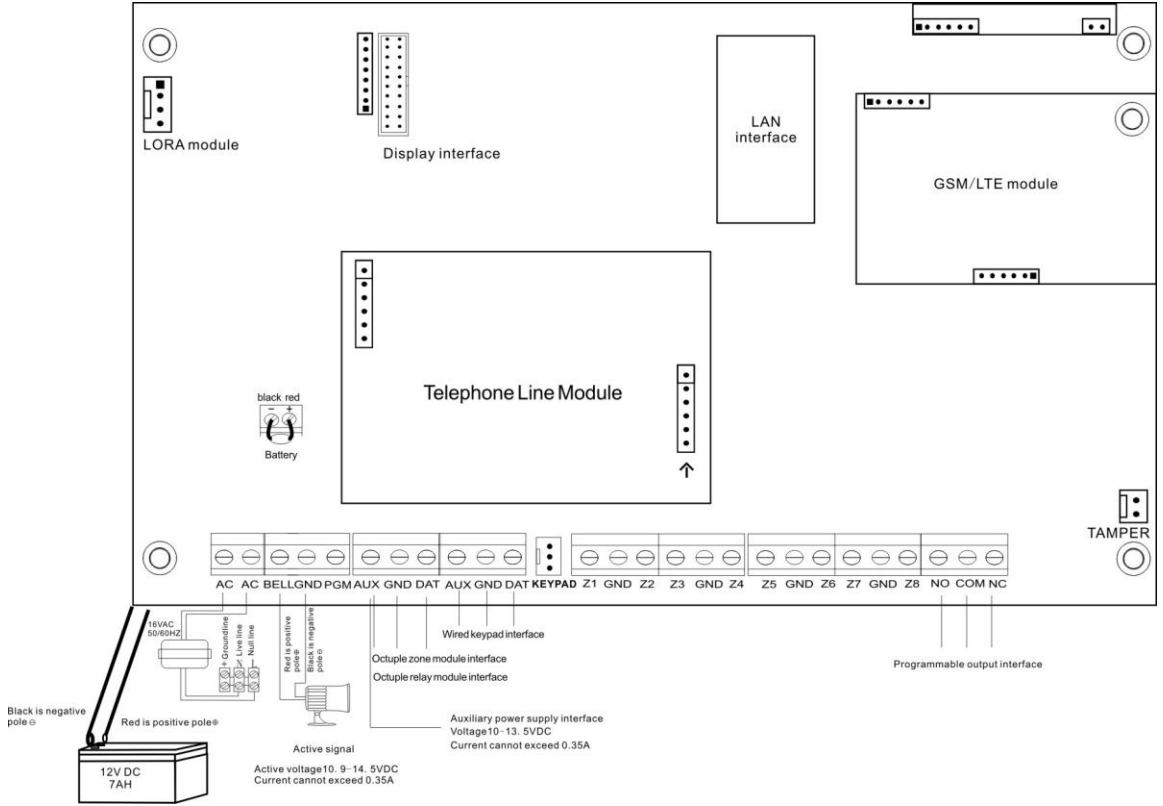 LORA module
Display interface
LAN
interface
GSM/LTE module
Telephone Line Module
black red
− +
Battery
TAMPER
AC AC BELL GND PGM AUX GND DAT AUX GND DAT KEYPAD Z1 GND Z2 Z3 GND Z4 Z5 GND Z6 Z7 GND Z8 NO COM NC
16VAC
50/60HZ
Groundline
Live line
Null line
Red is positive
pole⊕
Black is negative
pole⊖
Wired keypad interface
Octuple zone module interface
Octuple relay module interface
Programmable output interface
Black is negative
pole⊖
Red is positive pole⊕
Auxiliary power supply interface
Voltage10-13. 5VDC
Current cannot exceed 0.35A
Active signal
Active voltage10. 9-14. 5VDC
Current cannot exceed 0.35A
12V DC
7AH